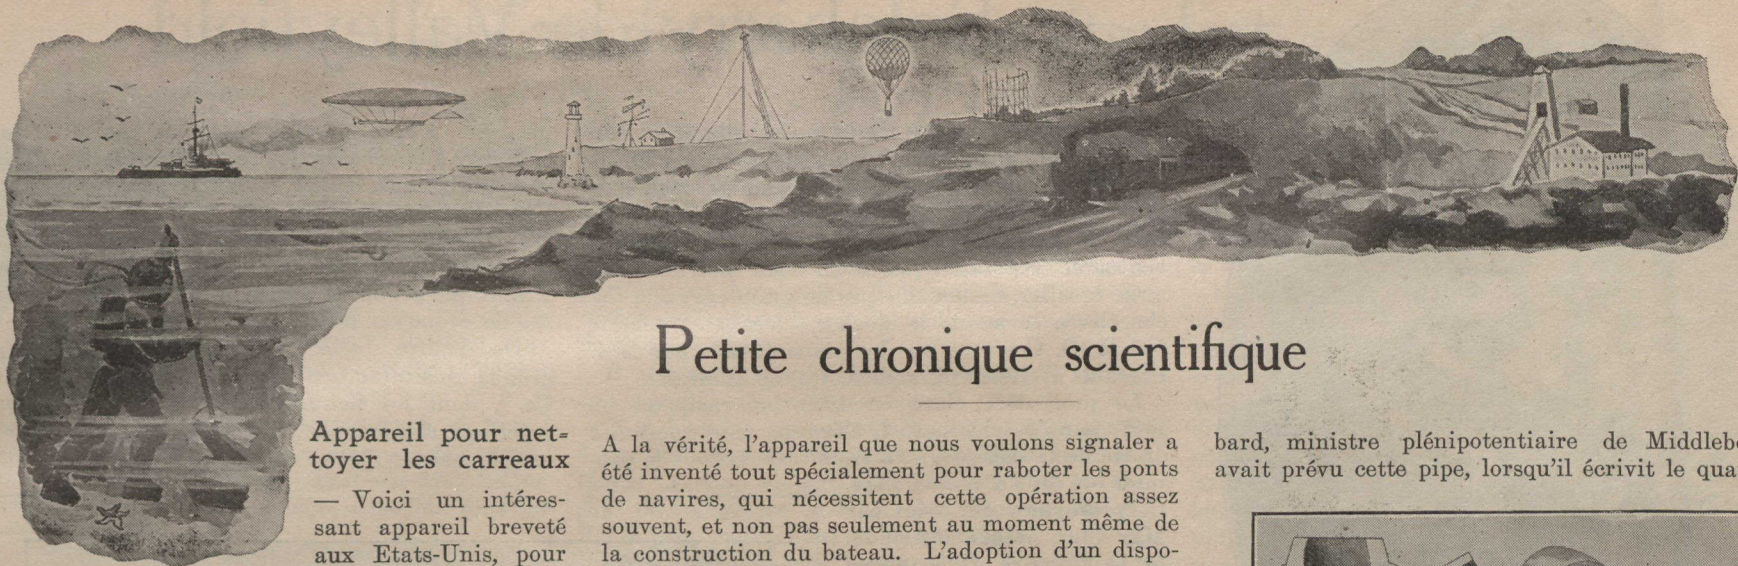 Petite chronique scientifique
Appareil pour net-
toyer les carreaux
— Voici un intéres-
sant appareil breveté
aux Etats-Unis, pour
A la vérité, l'appareil que nous voulons signaler a
été inventé tout spécialement pour raboter les ponts
de navires, qui nécessitent cette opération assez
souvent, et non pas seulement au moment même de
la construction du bateau. L'adoption d'un dispo-
bard, ministre plénipotentiaire de
avait prévu cette pipe, lorsqu'il écrivit le